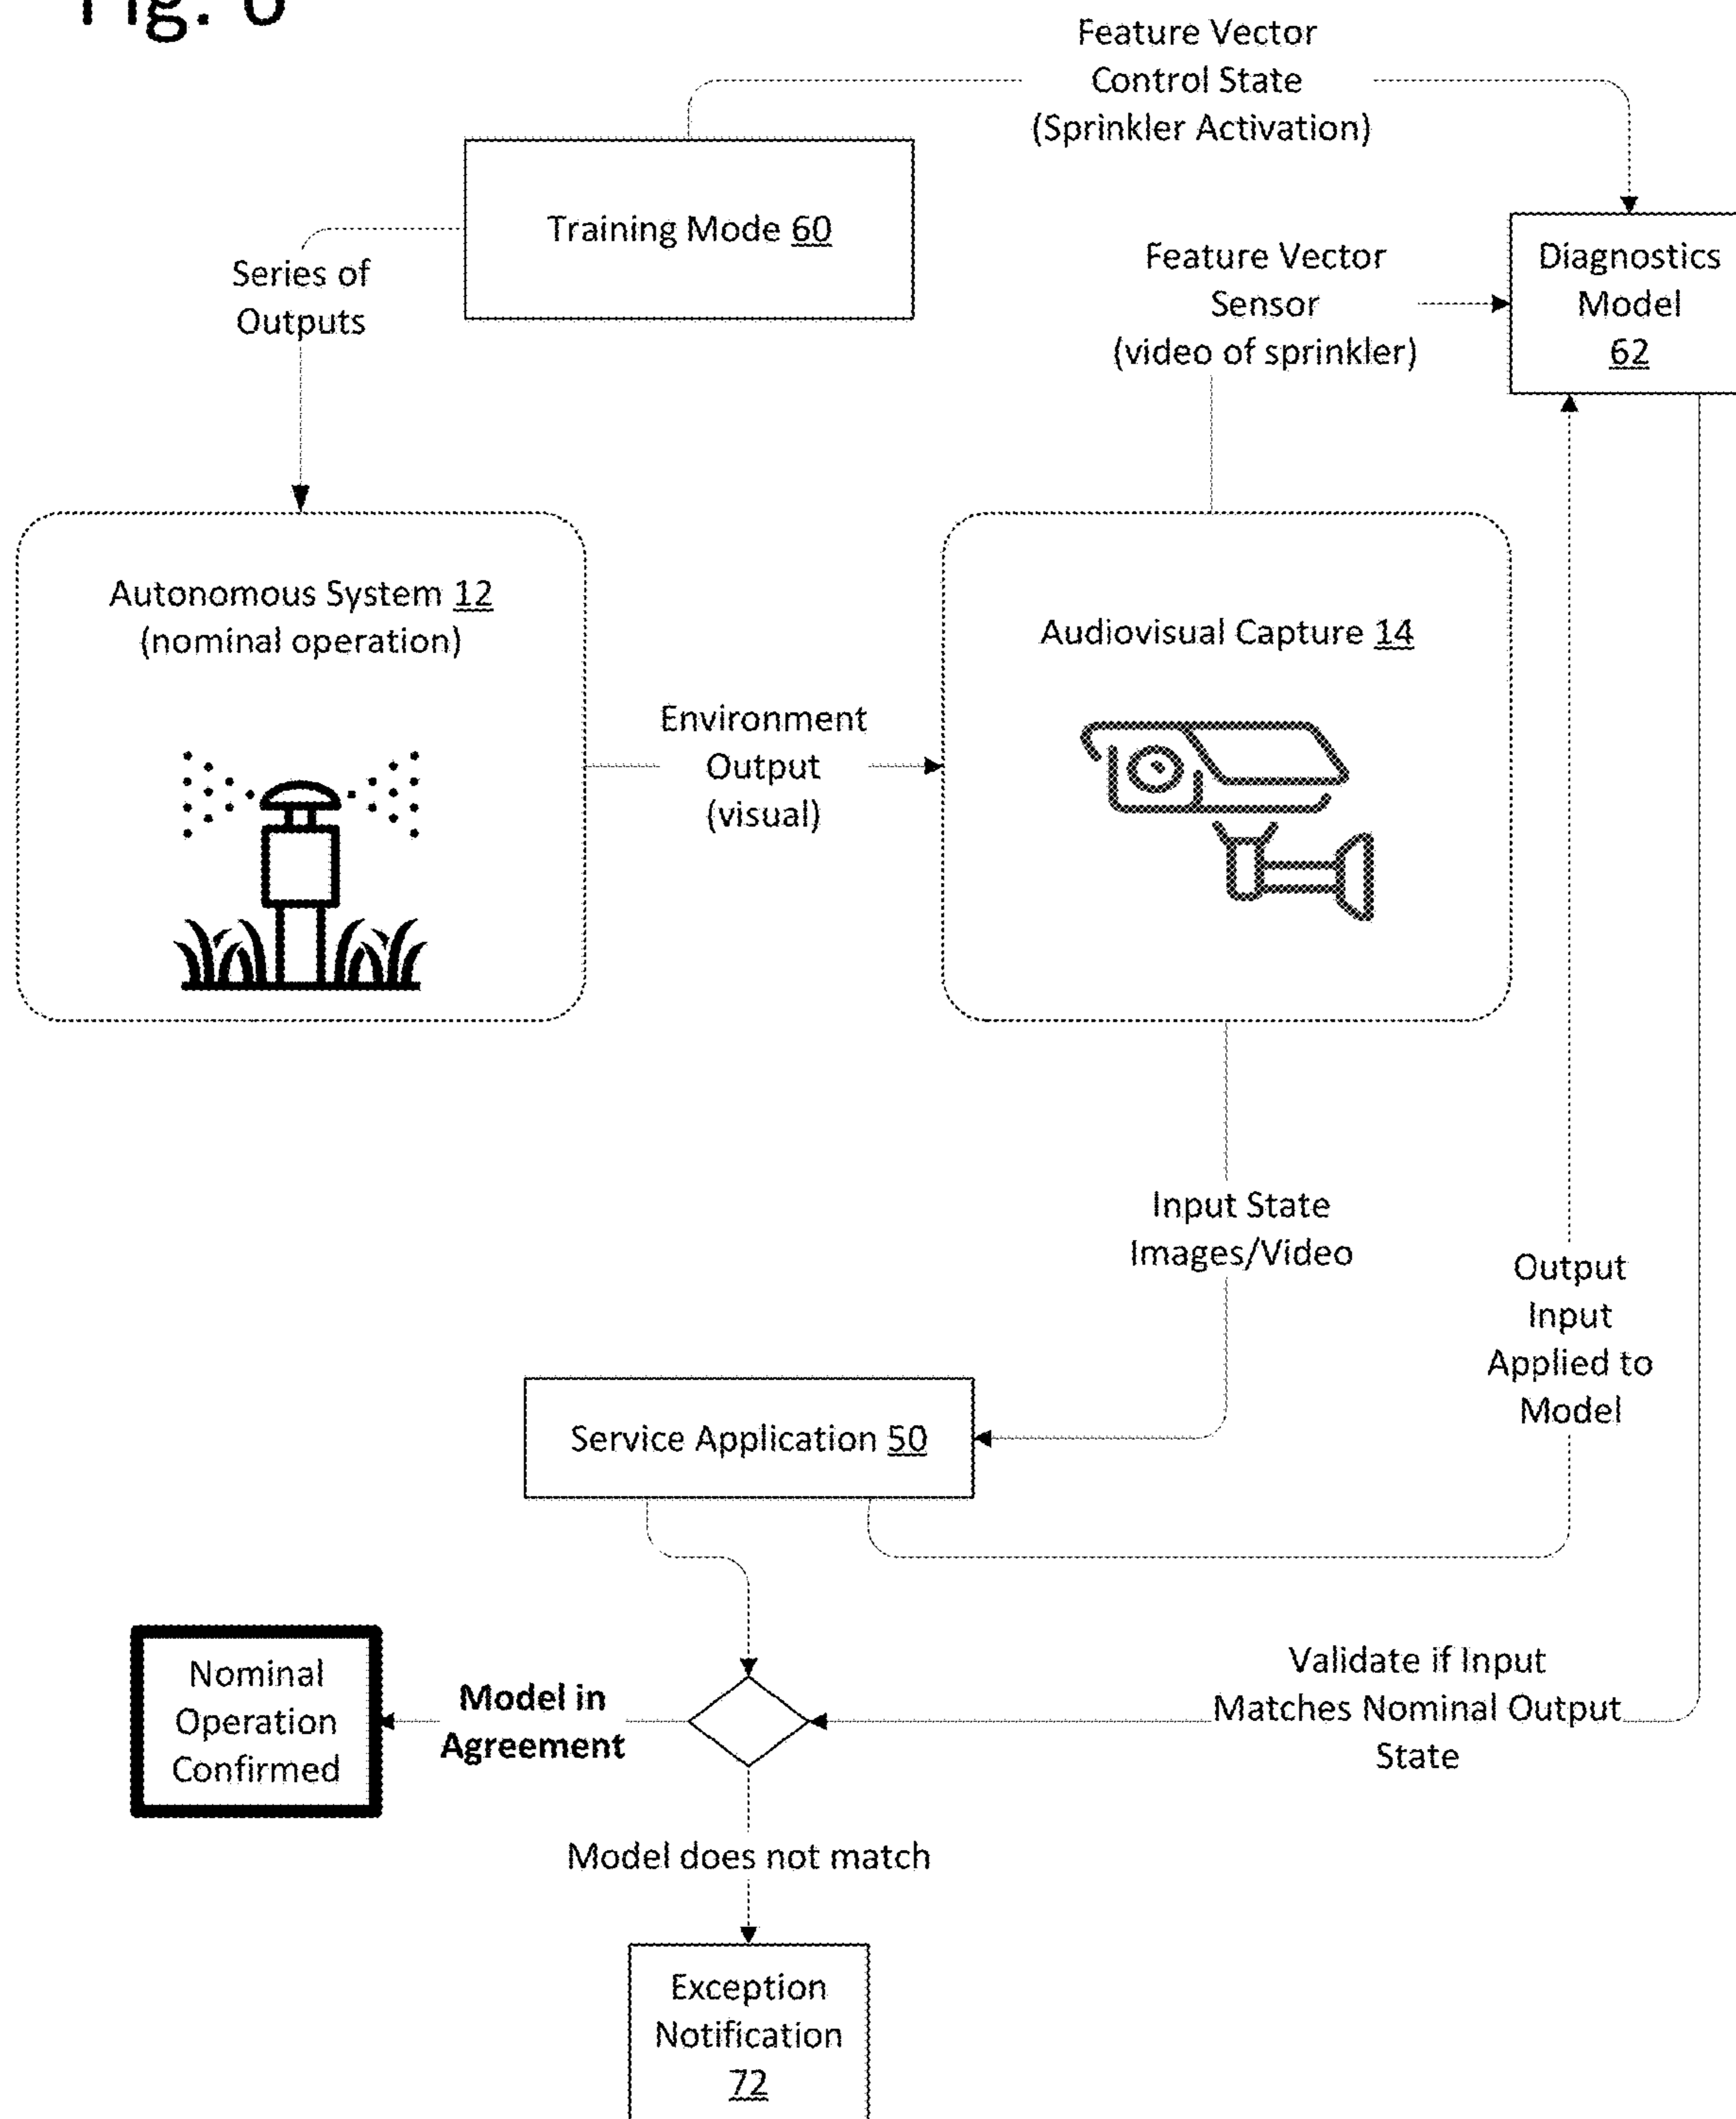 Feature Vector
Control State
(Sprinkler Activation)
Training Mode 60
Series of
Outputs
Feature Vector
Sensor
(video of sprinkler)
Diagnostics
Model
62
Autonomous System 12
(nominal operation)
Environment
Output
(visual)
Audiovisual Capture 14
Input State
Images/Video
Output
Input
Applied to
Model
Service Application 50
Nominal
Operation
Confirmed
Model in
Agreement
Validate if Input
Matches Nominal Output
State
Model does not match
Exception
Notification
72